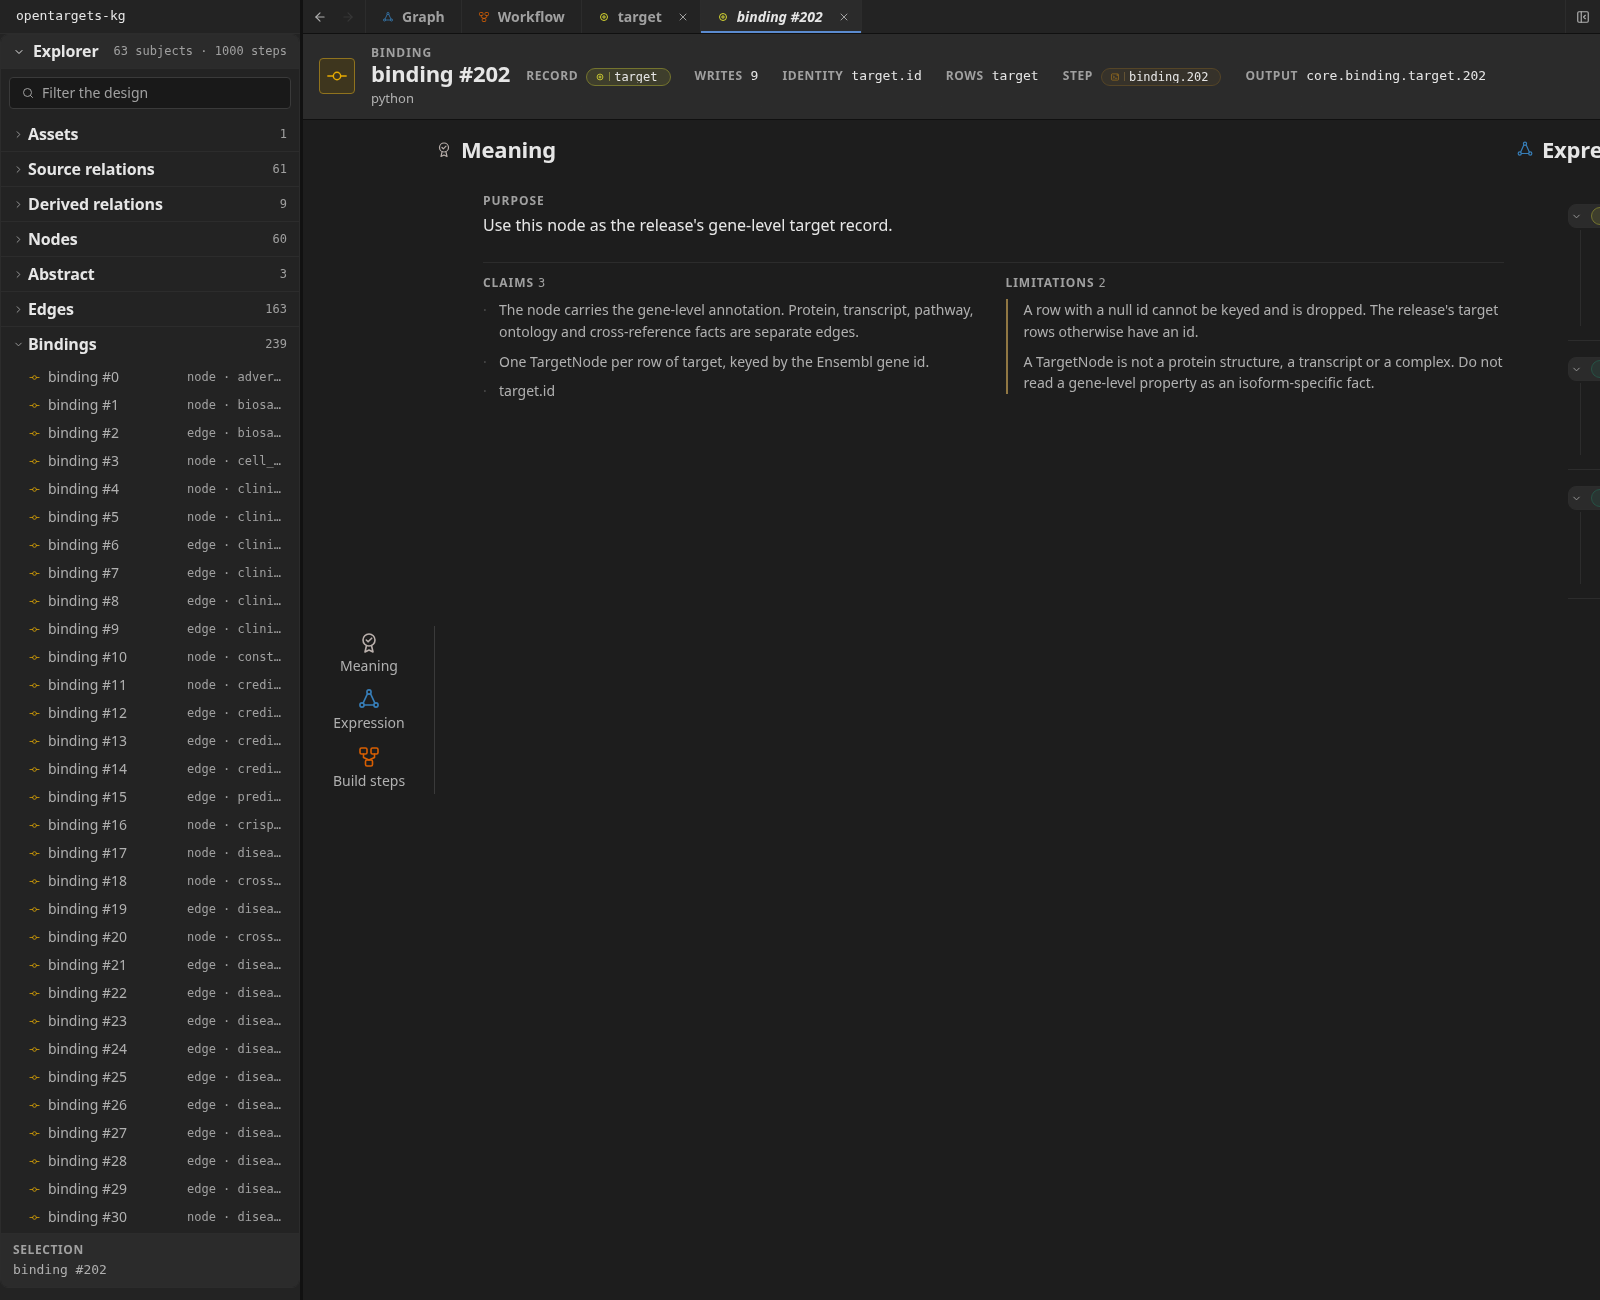 opentargets-kg
Explorer 63 subjects · 1000 steps
Filter the design
Assets 1
Source relations 61
Derived relations 9
Nodes 60
Abstract 3
Edges 163
Bindings 239
binding #0 node · adver…
binding #1 node · biosa…
binding #2 edge · biosa…
binding #3 node · cell_…
binding #4 node · clini…
binding #5 node · clini…
binding #6 edge · clini…
binding #7 edge · clini…
binding #8 edge · clini…
binding #9 edge · clini…
binding #10 node · const…
binding #11 node · credi…
binding #12 edge · credi…
binding #13 edge · credi…
binding #14 edge · credi…
binding #15 edge · predi…
binding #16 node · crisp…
binding #17 node · disea…
binding #18 node · cross…
binding #19 edge · disea…
binding #20 node · cross…
binding #21 edge · disea…
binding #22 edge · disea…
binding #23 edge · disea…
binding #24 edge · disea…
binding #25 edge · disea…
binding #26 edge · disea…
binding #27 edge · disea…
binding #28 edge · disea…
binding #29 edge · disea…
binding #30 node · disea…
SELECTION
binding #202
Graph Workflow target binding #202
BINDING
binding #202 RECORD target WRITES 9 IDENTITY target.id ROWS target STEP binding.202 OUTPUT core.binding.target.202
python
Meaning
PURPOSE
Use this node as the release's gene-level target record.
CLAIMS 3
· The node carries the gene-level annotation. Protein, transcript, pathway,
ontology and cross-reference facts are separate edges.
· One TargetNode per row of target, keyed by the Ensembl gene id.
· target.id
LIMITATIONS 2
A row with a null id cannot be keyed and is dropped. The release's target
rows otherwise have an id.
A TargetNode is not a protein structure, a transcript or a complex. Do not
read a gene-level property as an isoform-specific fact.
Expre
Meaning
Expression
Build steps